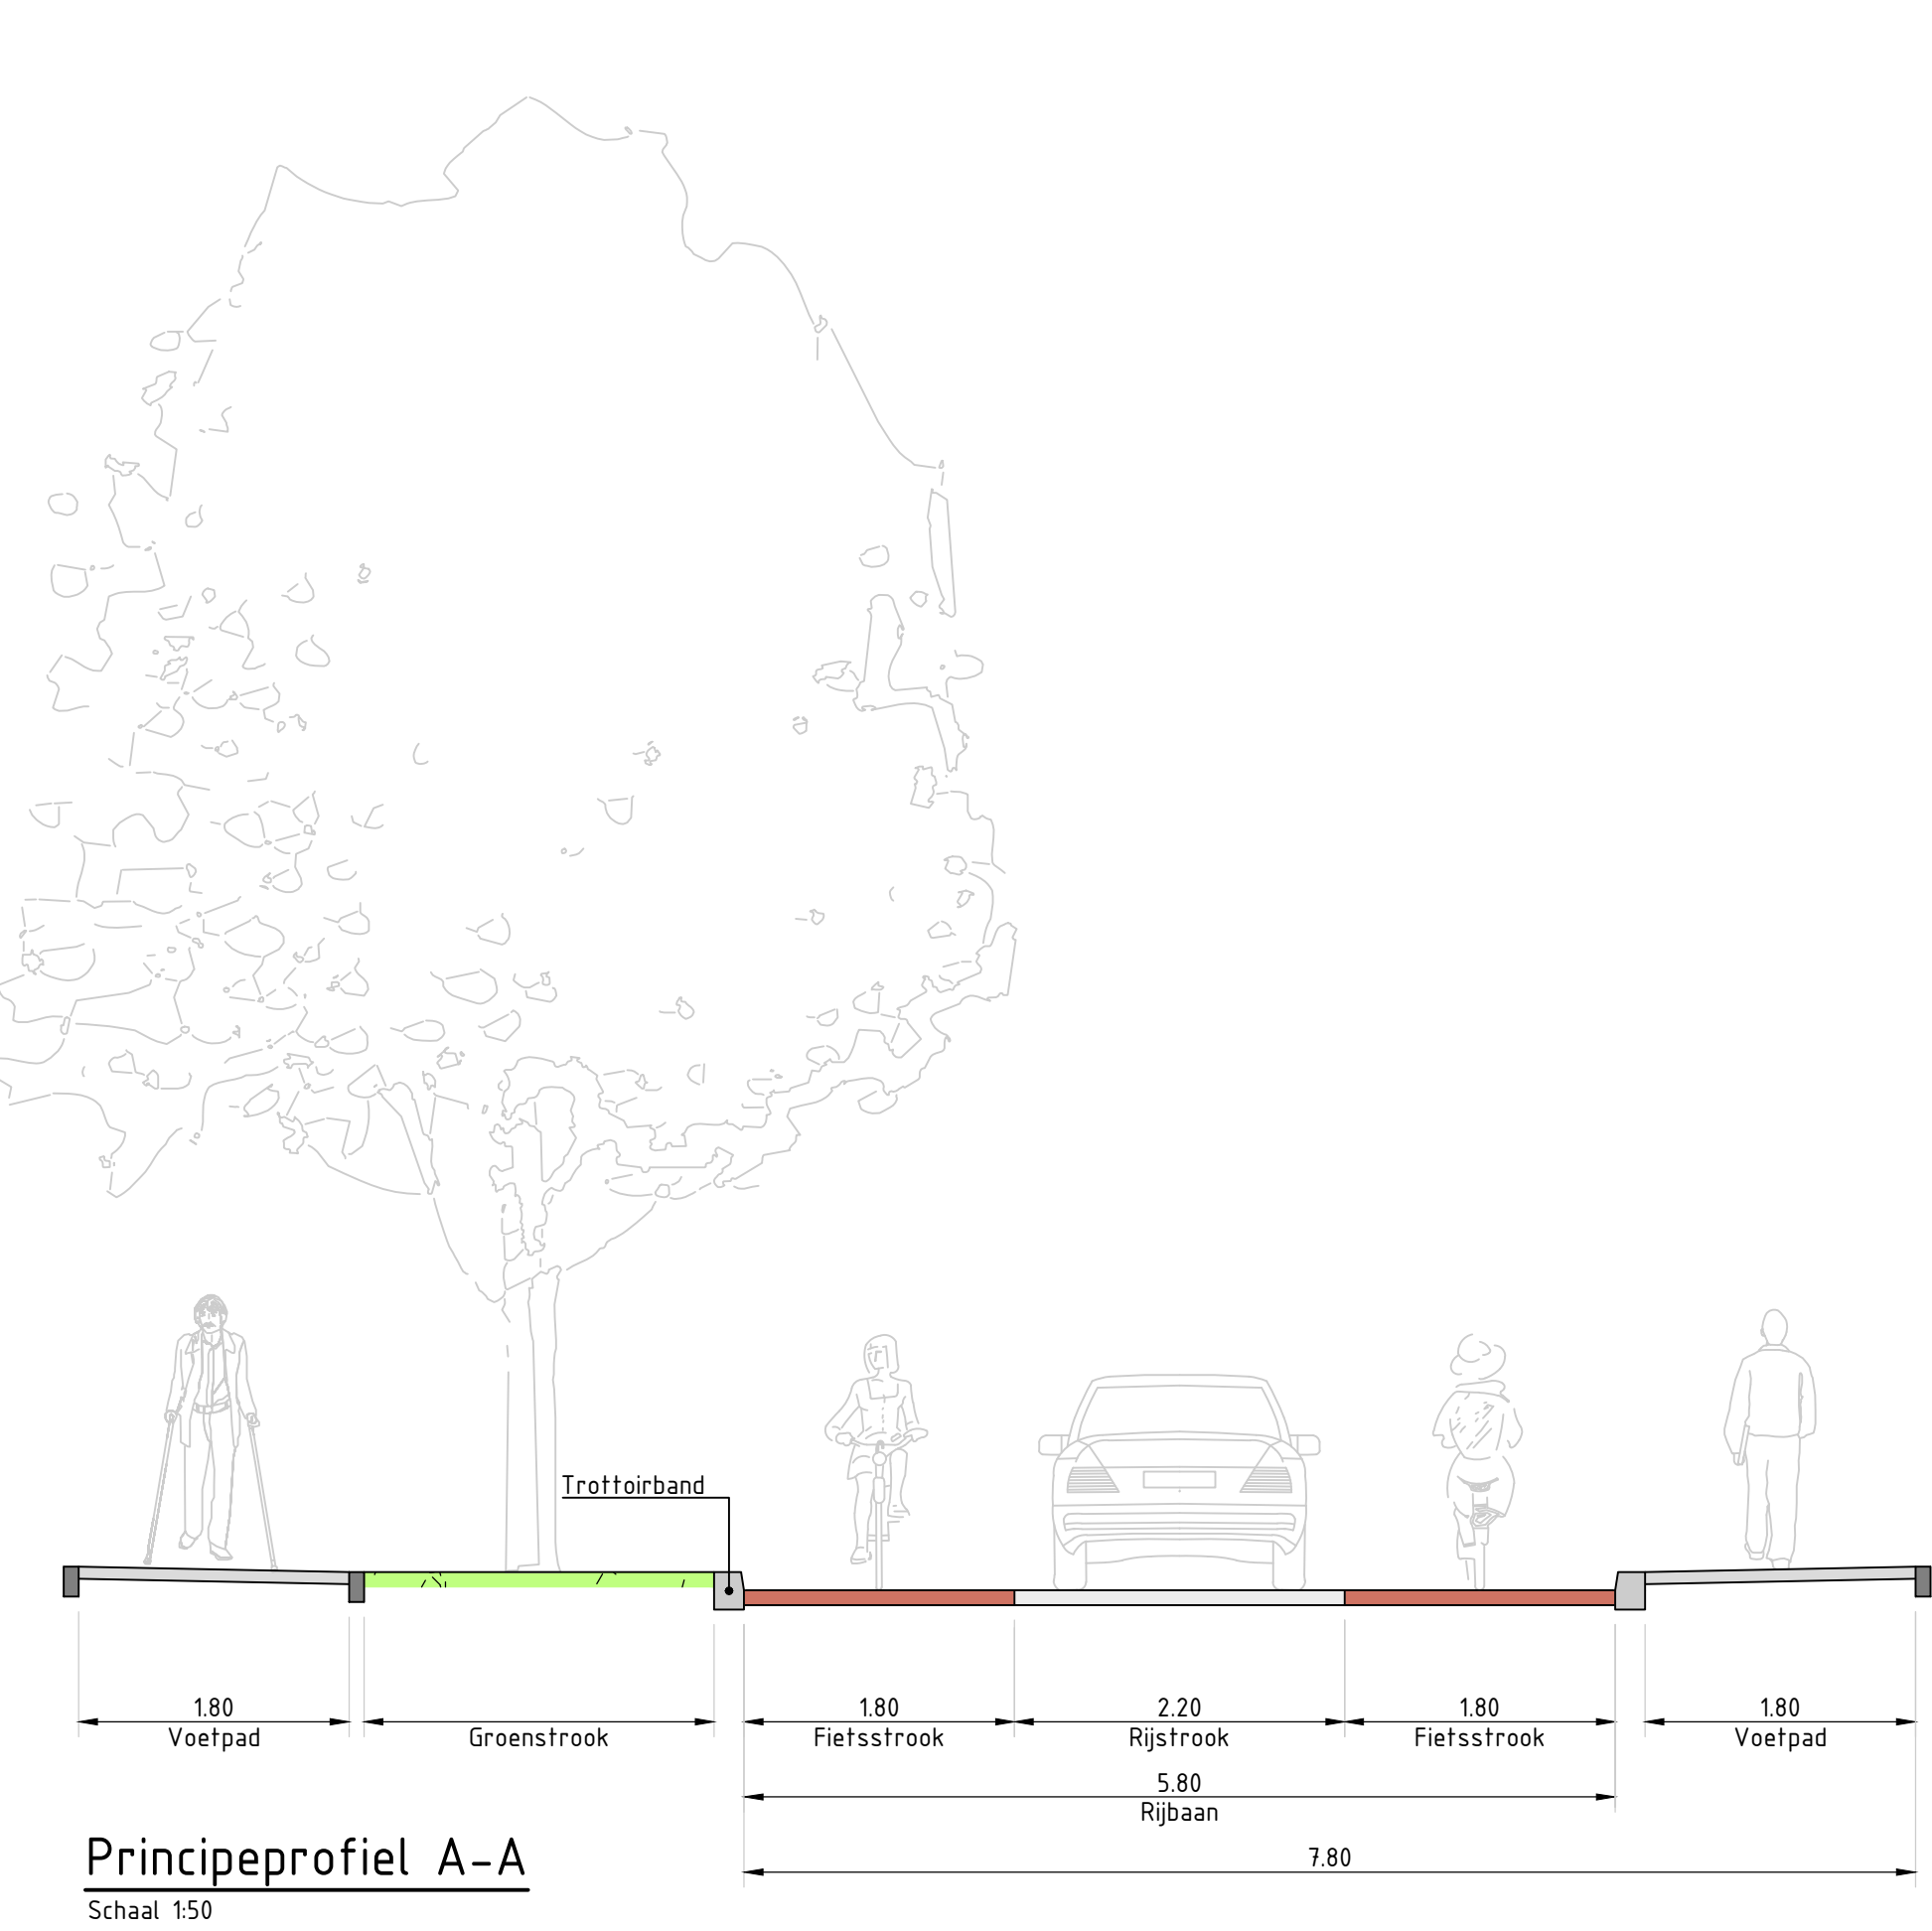 Trottoirband
1.80 1.80 2.20 1.80 1.80
Voetpad Groenstrook Fietsstrook Rijstrook Fietsstrook Voetpad
5.80
Rijbaan
7.80
Principeprofiel A-A
Schaal 1:50